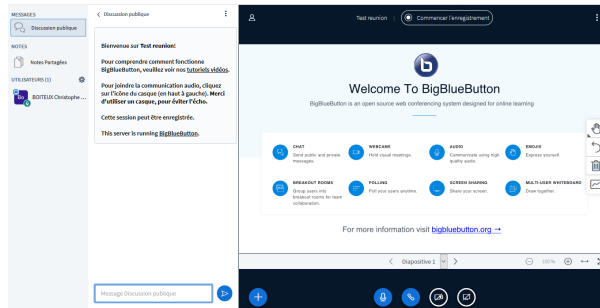 MESSAGES
Discussion publique
NOTES
Notes Partagées
UTILISATEURS (1)
Bo
BOITEUX Christophe ...
Discussion publique
Bienvenue sur Test reunion!
Pour comprendre comment fonctionne
BigBlueButton, veuillez voir nos tutoriels vidéos.
Pour joindre la communication audio, cliquez
sur l'icône du casque (en haut à gauche). Merci
d'utiliser un casque, pour éviter l'écho.
Cette session peut être enregistrée.
This server is running BigBlueButton.
Message Discussion publique
Test reunion
Commencer l'enregistrement
b
Welcome To BigBlueButton
BigBlueButton is an open source web conferencing system designed for online learning
CHAT
Send public and private
messages.
WEBCAMS
Hold visual meetings.
AUDIO
Communicate using high
quality audio.
EMOJIS
Express yourself.
BREAKOUT ROOMS
Group users into
breakout rooms for team
collaboration.
POLLING
Poll your users anytime.
SCREEN SHARING
Share your screen.
MULTI-USER WHITEBOARD
Draw together.
For more information visit bigbluebutton.org →
Diapositive 1
100%